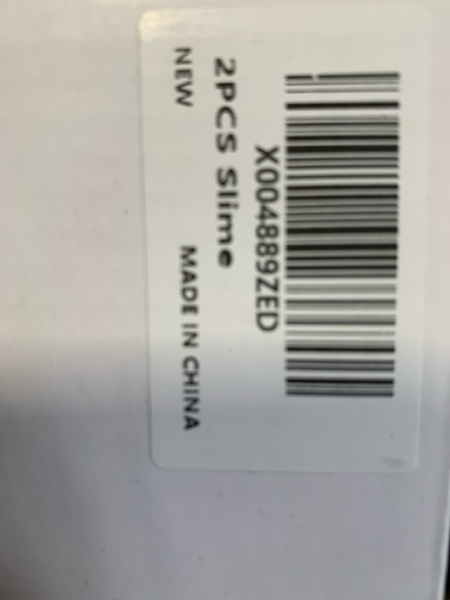 X004889ZED
2PCS Slime
NEW
MADE IN CHINA